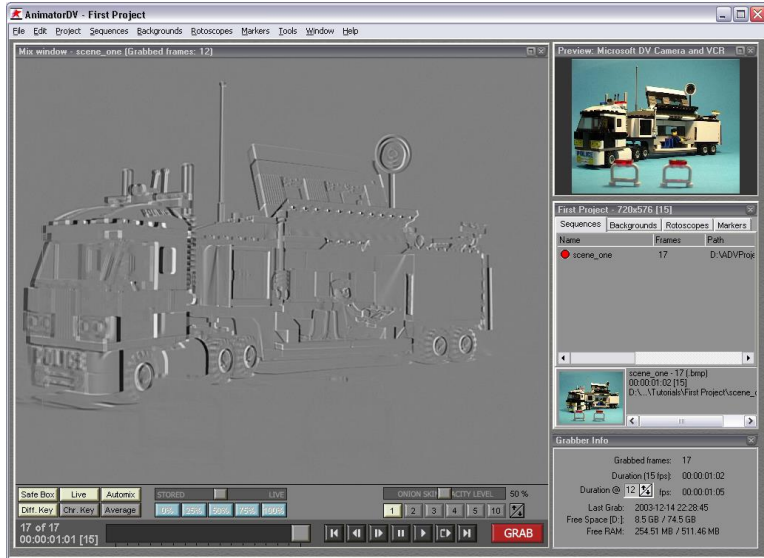 AnimatorDV - First Project
File Edit Project Sequences Backgrounds Rotoscopes Markers Tools Window Help
Mix window - scene_one (Grabbed frames: 12)
POLICE
Safe Box Live Automix
Diff. Key Chr. Key Average
STORED LIVE
0% 25% 50% 75% 100%
ONION SKIN ACITY LEVEL 50 %
1 2 3 4 5 10
17 of 17
00:00:01:01 [15]
GRAB
Preview: Microsoft DV Camera and VCR
First Project - 720x576 [15]
Sequences Backgrounds Rotoscopes Markers
Name Frames Path
scene_one 17 D:\ADVProje
scene_one - 17 (.bmp)
00:00:01:02 [15]
D:\...\Tutorials\First Project\scene_
Grabber Info
Grabbed frames: 17
Duration (15 fps): 00:00:01:02
Duration @ 12 fps: 00:00:01:05
Last Grab: 2003-12-14 22:28:45
Free Space [D:]: 8.5 GB / 74.5 GB
Free RAM: 254.51 MB / 511.46 MB